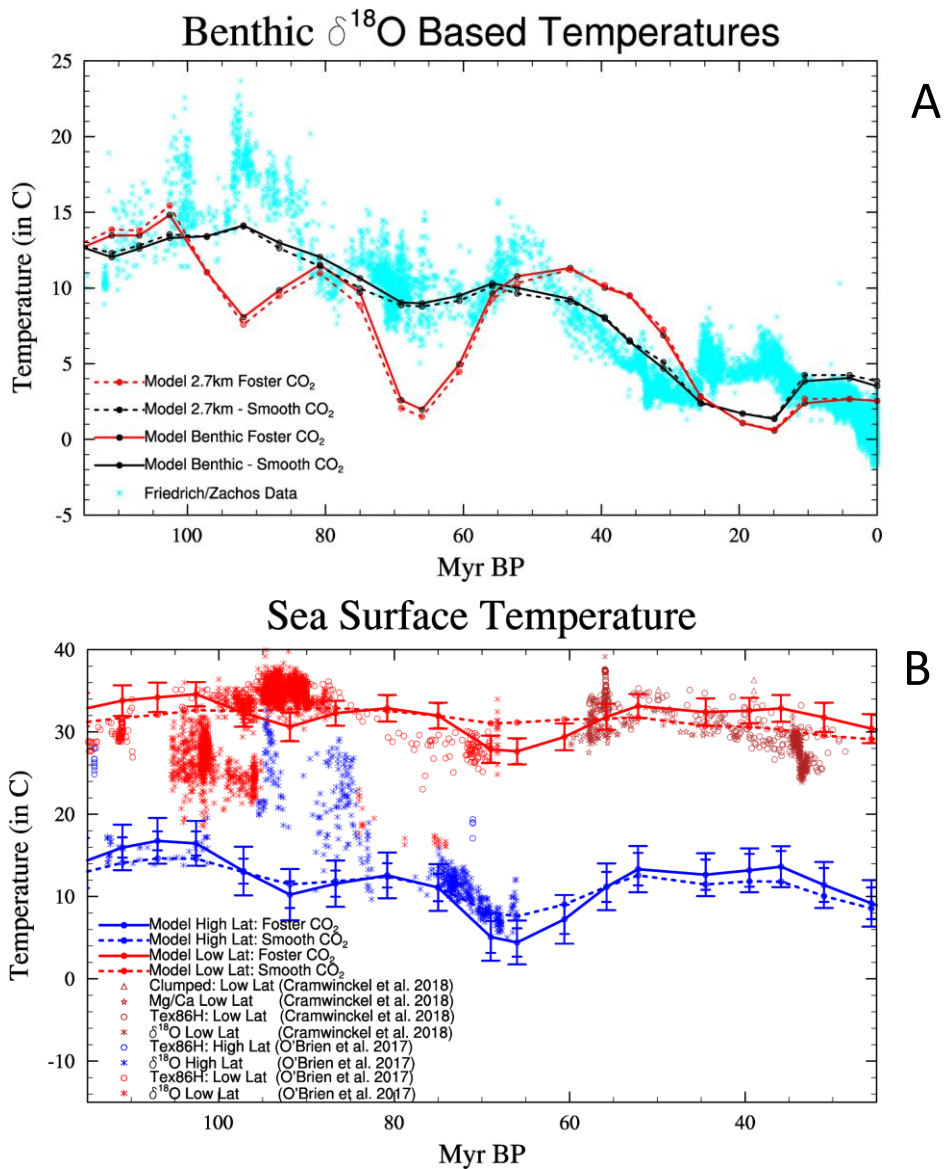 Benthic δ¹⁸O Based Temperatures
A
Temperature (in C)
25
20
15
10
5
0
-5
Model 2.7km Foster CO₂
Model 2.7km - Smooth CO₂
Model Benthic Foster CO₂
Model Benthic - Smooth CO₂
Friedrich/Zachos Data
100 80 60 40 20 0
Myr BP
Sea Surface Temperature
B
Temperature (in C)
40
30
20
10
0
-10
Model High Lat: Foster CO₂
Model High Lat: Smooth CO₂
Model Low Lat: Foster CO₂
Model Low Lat: Smooth CO₂
Clumped: Low Lat (Cramwinckel et al. 2018)
Mg/Ca Low Lat (Cramwinckel et al. 2018)
Tex86H: Low Lat (Cramwinckel et al. 2018)
δ¹⁸O Low Lat (Cramwinckel et al. 2018)
Tex86H: High Lat (O'Brien et al. 2017)
δ¹⁸O High Lat (O'Brien et al. 2017)
Tex86H: Low Lat (O'Brien et al. 2017)
δ¹⁸O Low Lat (O'Brien et al. 2017)
100 80 60 40
Myr BP